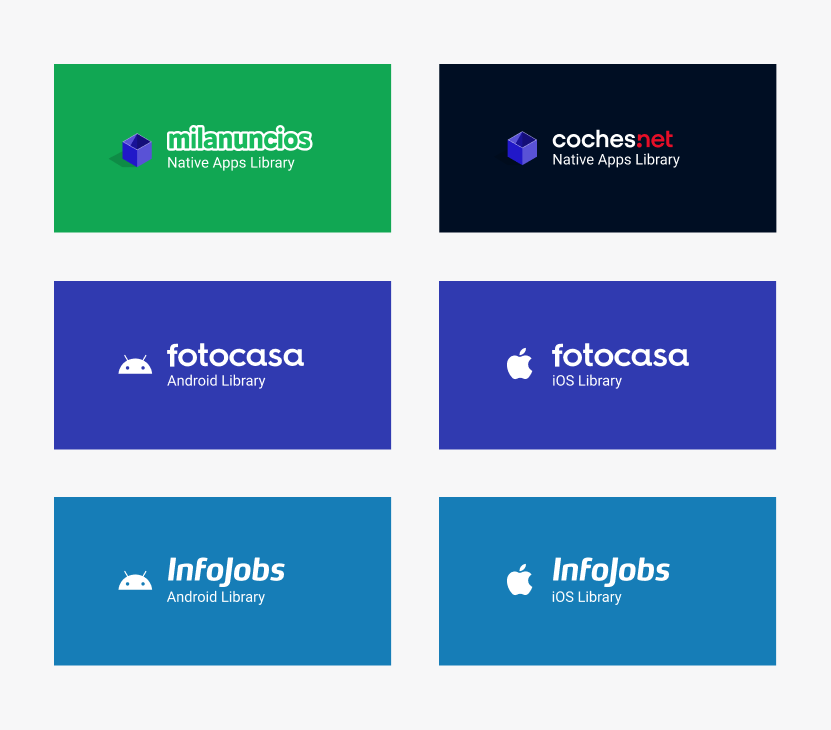 milanuncios
Native Apps Library
coches.net
Native Apps Library
fotocasa
Android Library
fotocasa
iOS Library
InfoJobs
Android Library
InfoJobs
iOS Library